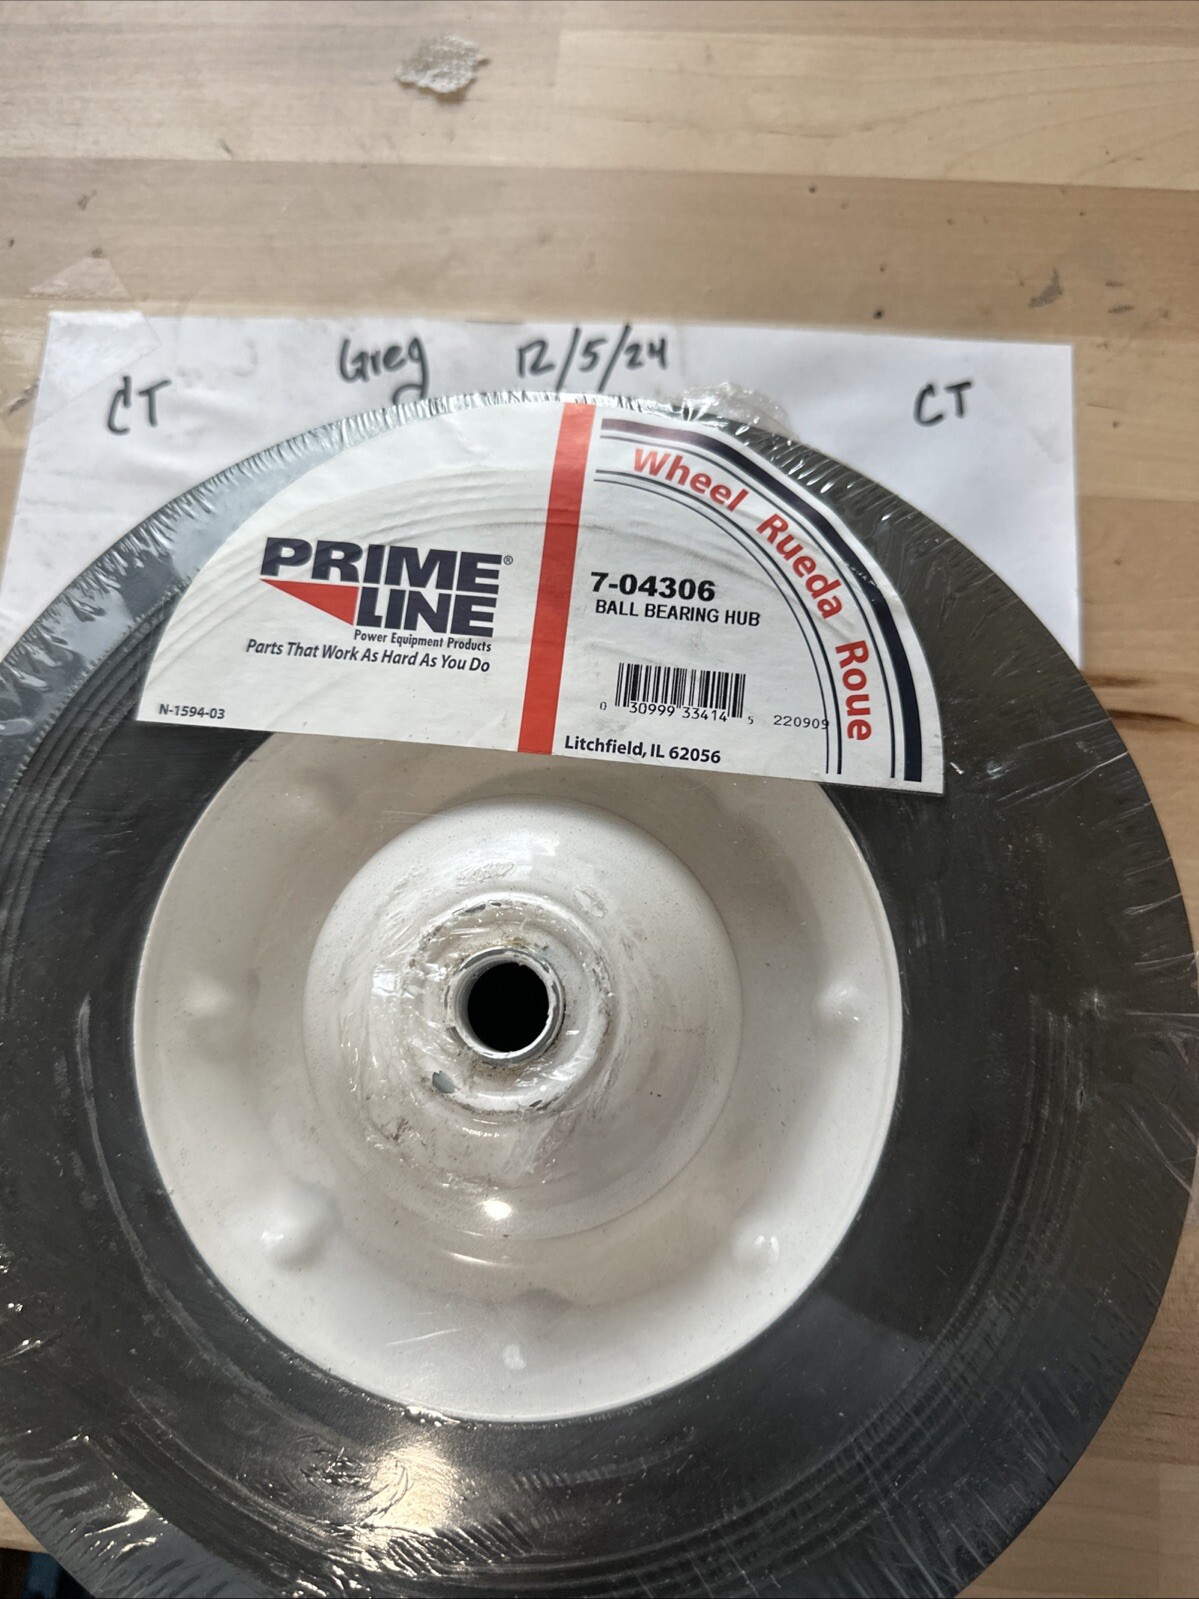 Greg 12/5/24
CT CT
Wheel Rueda Roue
PRIME
LINE®
Power Equipment Products
Parts That Work As Hard As You Do
N-1594-03
7-04306
BALL BEARING HUB
0 30999 33414 5 220909
Litchfield, IL 62056